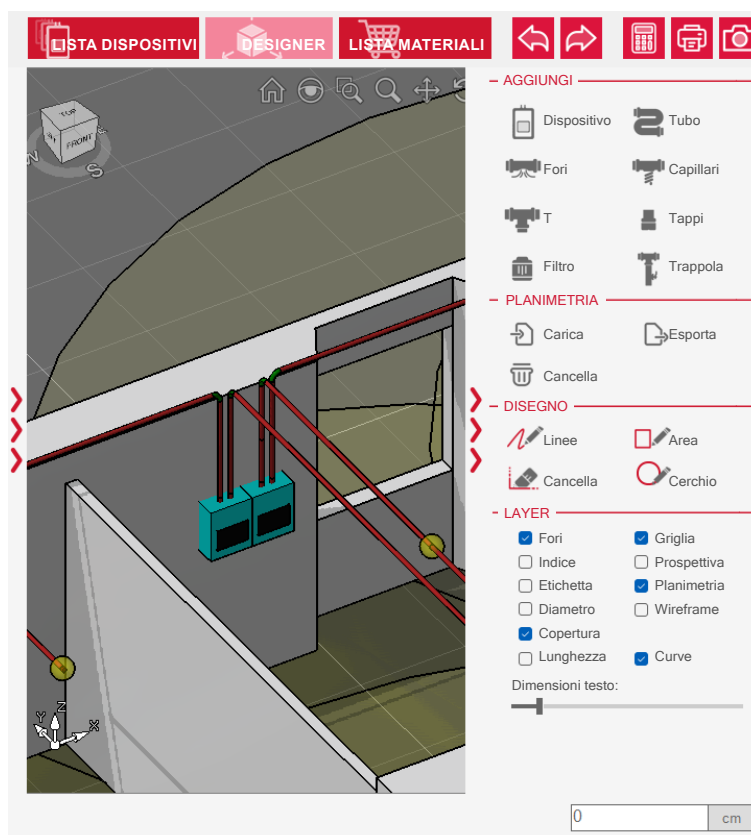 LISTA DISPOSITIVI DESIGNER LISTA MATERIALI
AGGIUNGI
TOP
FRONT
Dispositivo Tubo
N
S
Fori Capillari
T Tappi
Filtro Trappola
PLANIMETRIA
Carica Esporta
Cancella
DISEGNO
Linee Area
Cancella Cerchio
LAYER
Fori Griglia
Indice Prospettiva
Etichetta Planimetria
Diametro Wireframe
Copertura
Lunghezza Curve
Dimensioni testo:
Z
Y X
0 cm